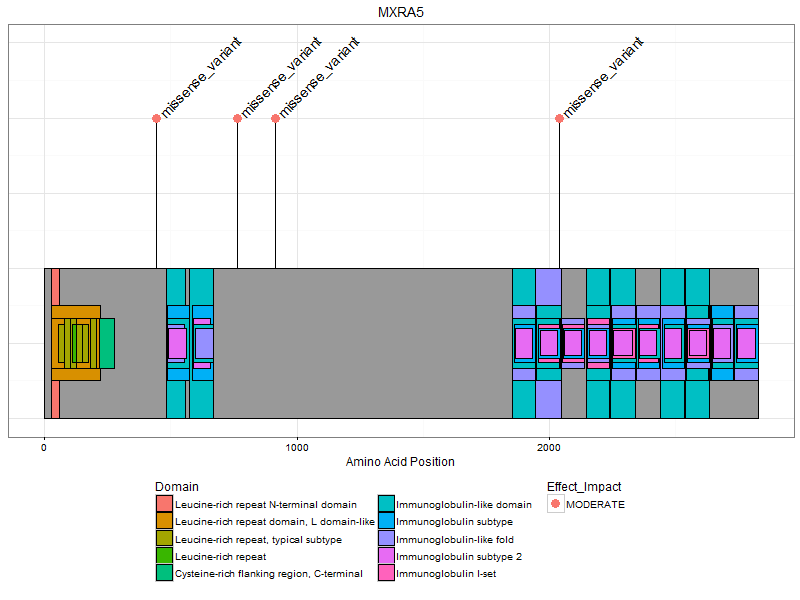 MXRA5
missense_variant
missense_variant
missense_variant
missense_variant
0
1000
2000
Amino Acid Position
Domain
Leucine-rich repeat N-terminal domain
Leucine-rich repeat domain, L domain-like
Leucine-rich repeat, typical subtype
Leucine-rich repeat
Cysteine-rich flanking region, C-terminal
Immunoglobulin-like domain
Immunoglobulin subtype
Immunoglobulin-like fold
Immunoglobulin subtype 2
Immunoglobulin I-set
Effect_Impact
MODERATE